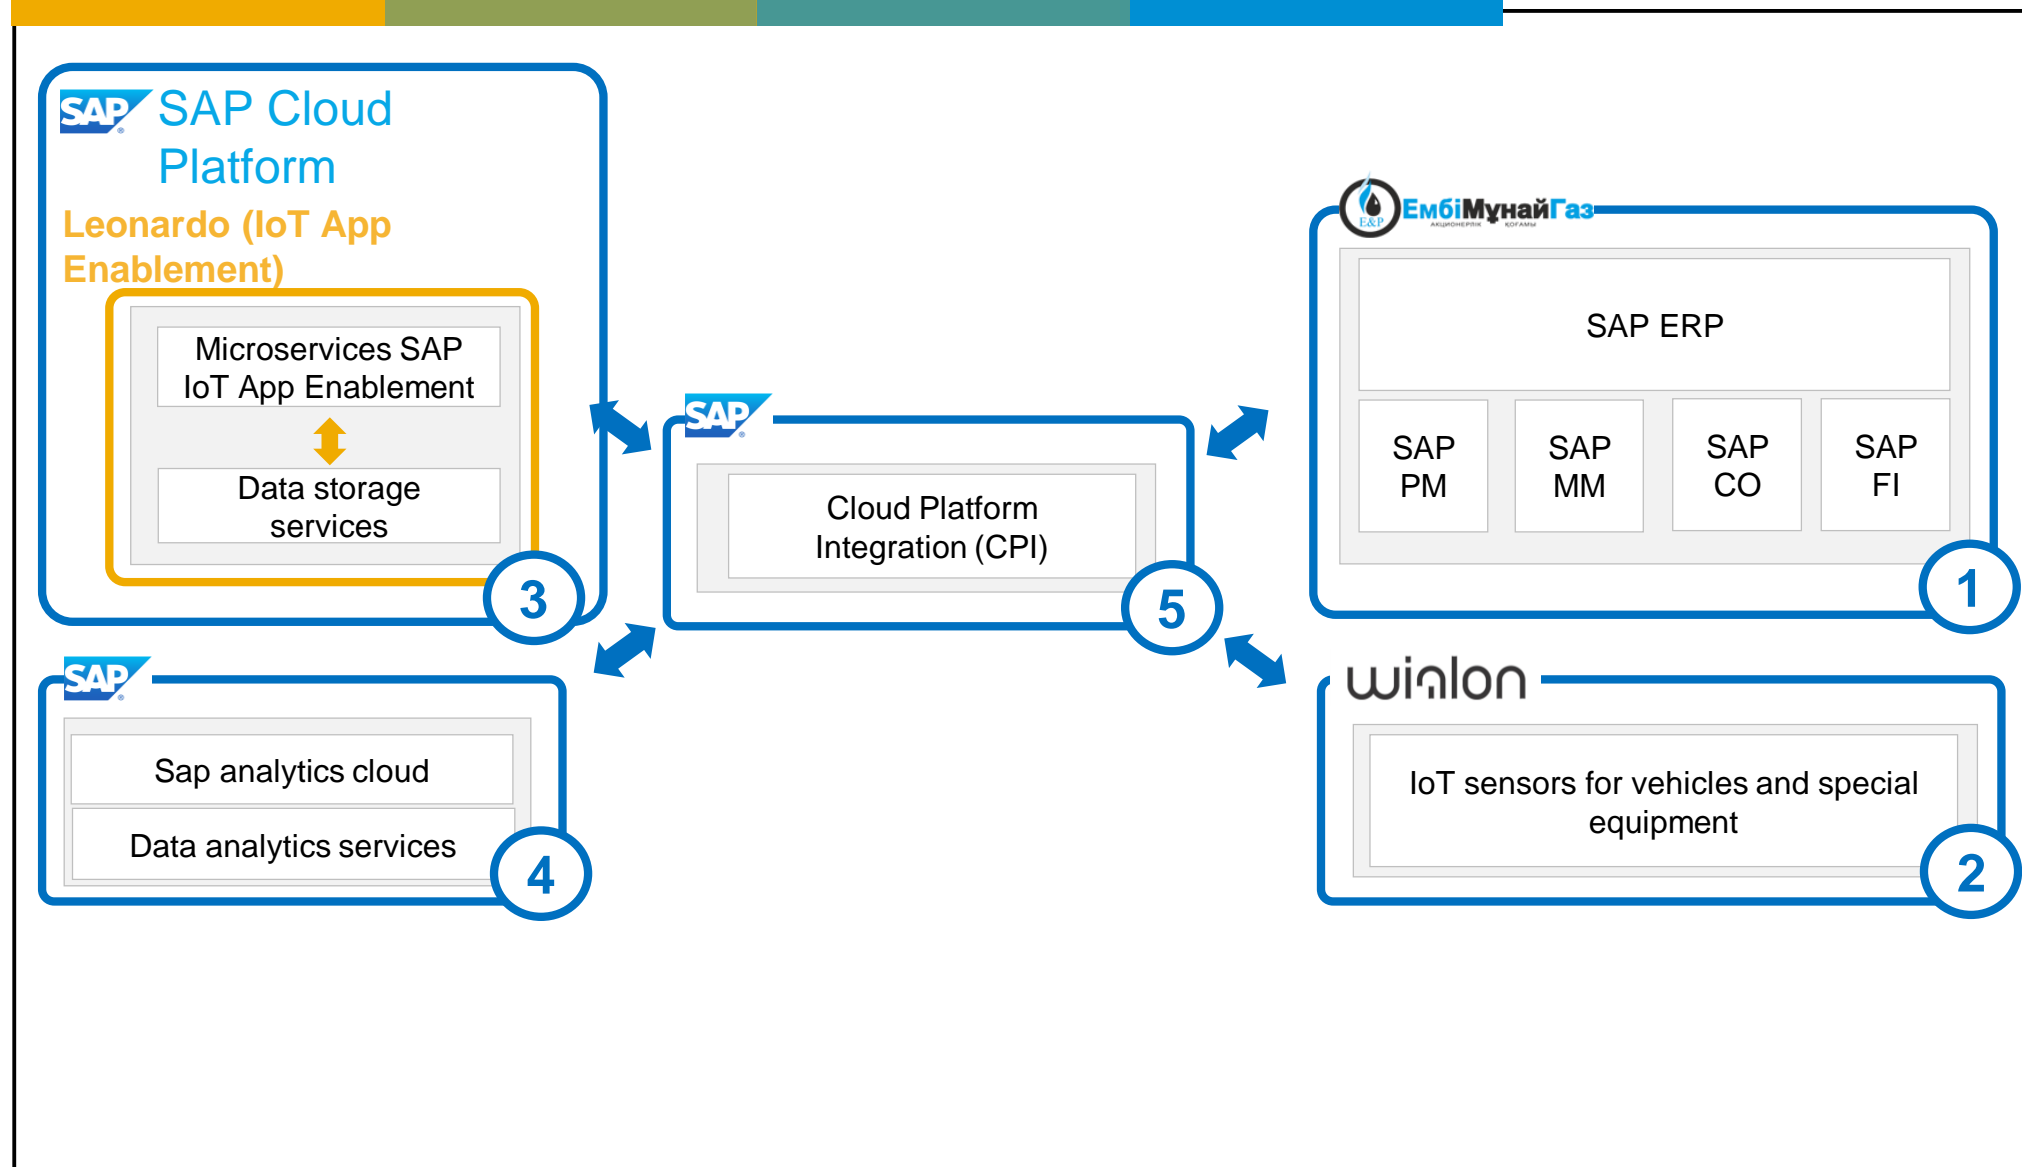 SAP
SAP Cloud
Platform
Leonardo (IoT App
Enablement)
Microservices SAP
IoT App Enablement
Data storage
services
3
SAP
Sap analytics cloud
Data analytics services
4
SAP
Cloud Platform
Integration (CPI)
5
E&P
ЕмбіМұнайГаз
АКЦИОНЕРЛІК ҚОҒАМЫ
SAP ERP
SAP
PM
SAP
MM
SAP
CO
SAP
FI
1
wialon
IoT sensors for vehicles and special
equipment
2